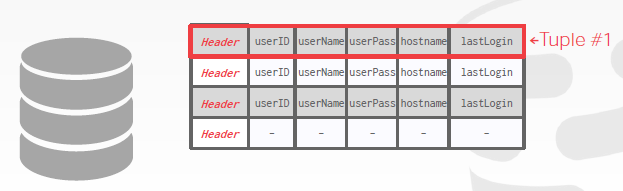 Header userID userName userPass hostname lastLogin ←Tuple #1
Header userID userName userPass hostname lastLogin
Header userID userName userPass hostname lastLogin
Header - - - - -